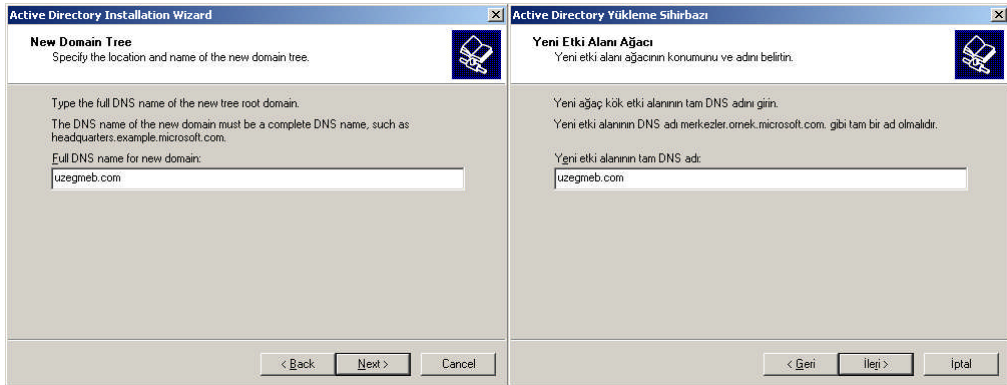 Active Directory Installation Wizard
New Domain Tree
Specify the location and name of the new domain tree.
Type the full DNS name of the new tree root domain.
The DNS name of the new domain must be a complete DNS name, such as
headquarters.example.microsoft.com.
Full DNS name for new domain:
uzegmeb.com
< Back
Next >
Cancel
Active Directory Yükleme Sihirbazı
Yeni Etki Alanı Ağacı
Yeni etki alanı ağacının konumunu ve adını belirtin.
Yeni ağaç kök etki alanının tam DNS adını girin.
Yeni etki alanının DNS adı merkezler.ornek.microsoft.com. gibi tam bir ad olmalıdır.
Yeni etki alanının tam DNS adı:
uzegmeb.com
< Geri
İleri >
İptal